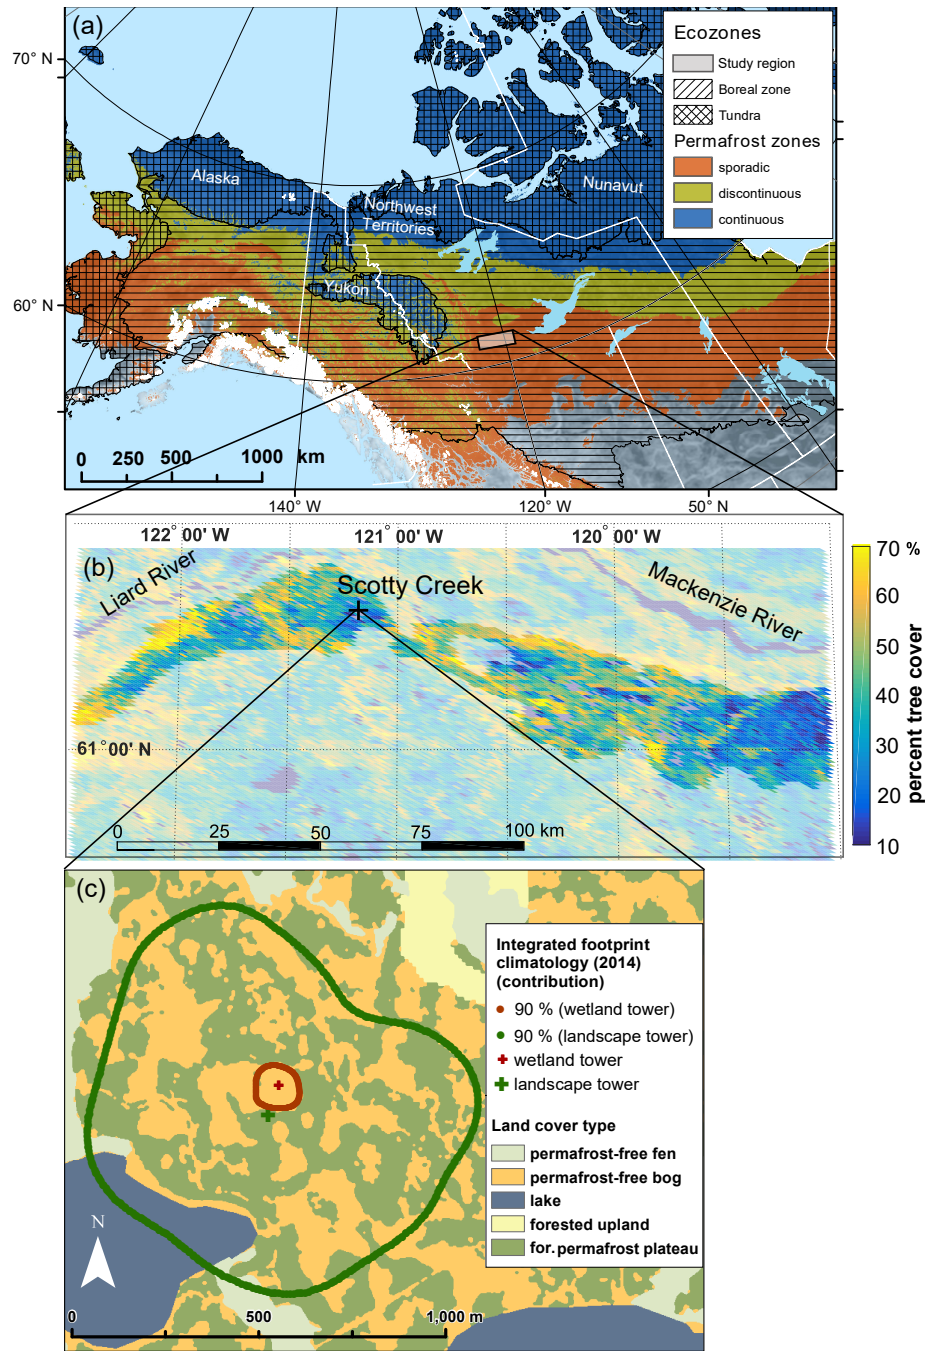 (a)
70° N
60° N
Ecozones
Study region
Boreal zone
Tundra
Permafrost zones
sporadic
discontinuous
continuous
Alaska
Northwest
Territories
Nunavut
Yukon
0 250 500 1000 km
140° W 120° W 50° N
(b)
122°00' W 121°00' W 120°00' W
Liard River
Scotty Creek
Mackenzie River
61°00' N
0 25 50 75 100 km
70 %
60
50
40
30
20
10
percent tree cover
(c)
Integrated footprint
climatology (2014)
(contribution)
90 % (wetland tower)
90 % (landscape tower)
wetland tower
landscape tower
Land cover type
permafrost-free fen
permafrost-free bog
lake
forested upland
for. permafrost plateau
N
0 500 1,000 m